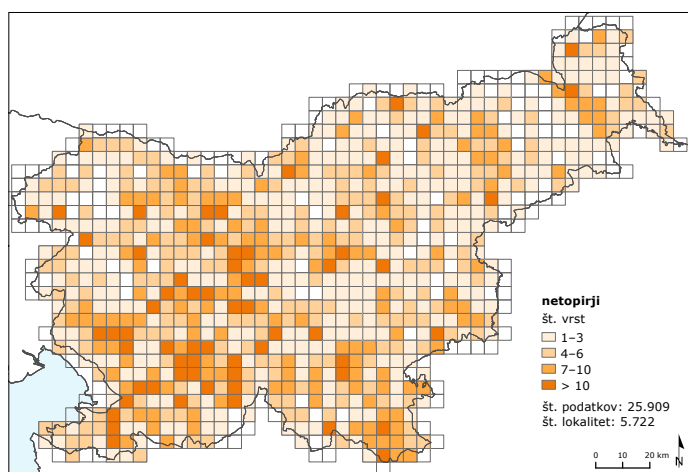 netopirji
št. vrst
1–3
4–6
7–10
> 10
št. podatkov: 25.909
št. lokalitet: 5.722
0 10 20 km
N